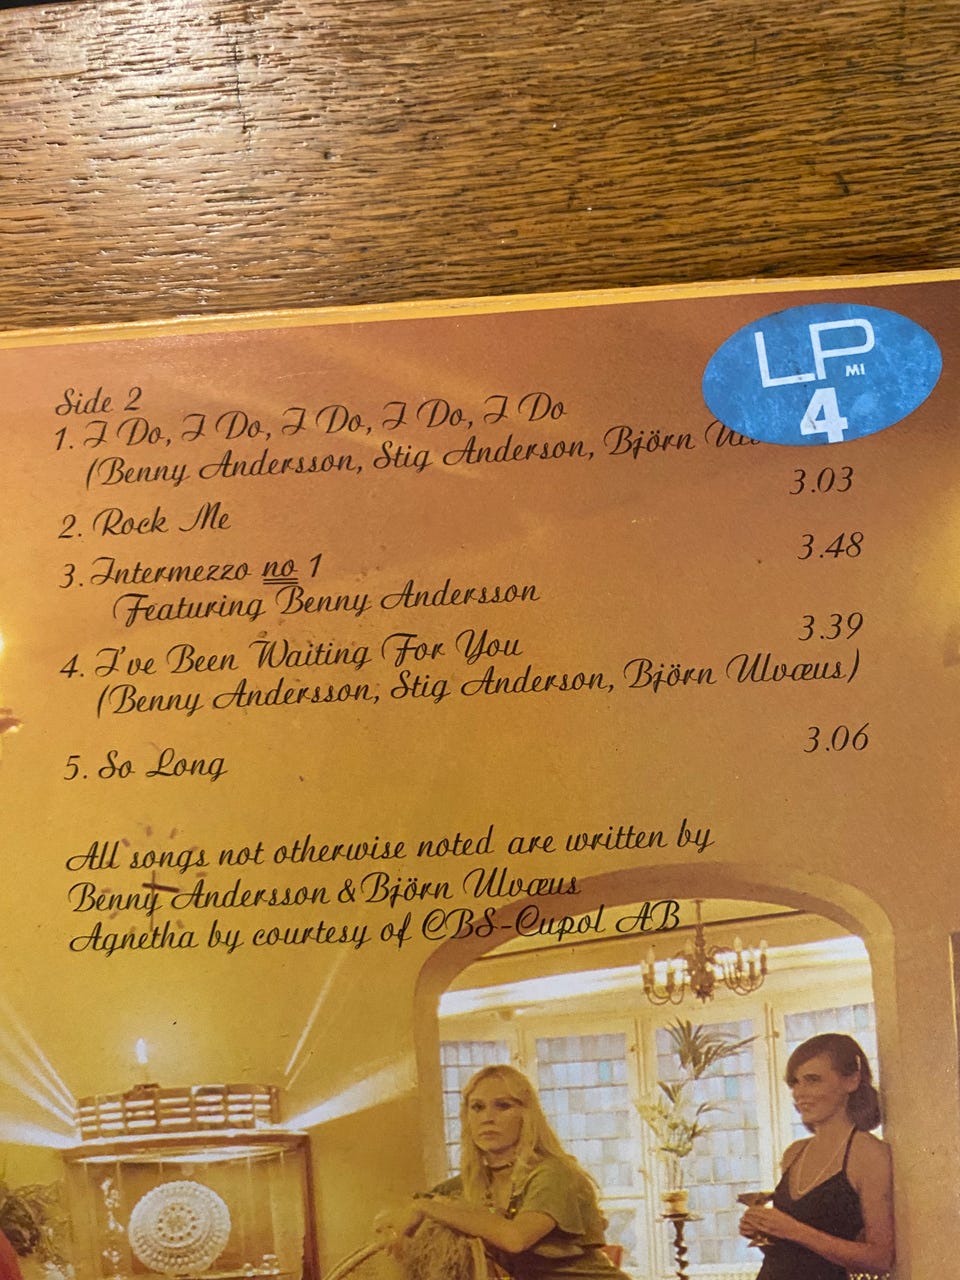 LP
MI
4
Side 2
1. I Do, I Do, I Do, I Do, I Do
(Benny Andersson, Stig Anderson, Björn
3.03
2. Rock Me
3.48
3. Intermezzo no 1
Featuring Benny Andersson
3.39
4. I've Been Waiting For You
(Benny Andersson, Stig Anderson, Björn Ulvæus)
3.06
5. So Long
All songs not otherwise noted are written by
Benny Andersson & Björn Ulvæus
Agnetha by courtesy of CBS-Cupol AB